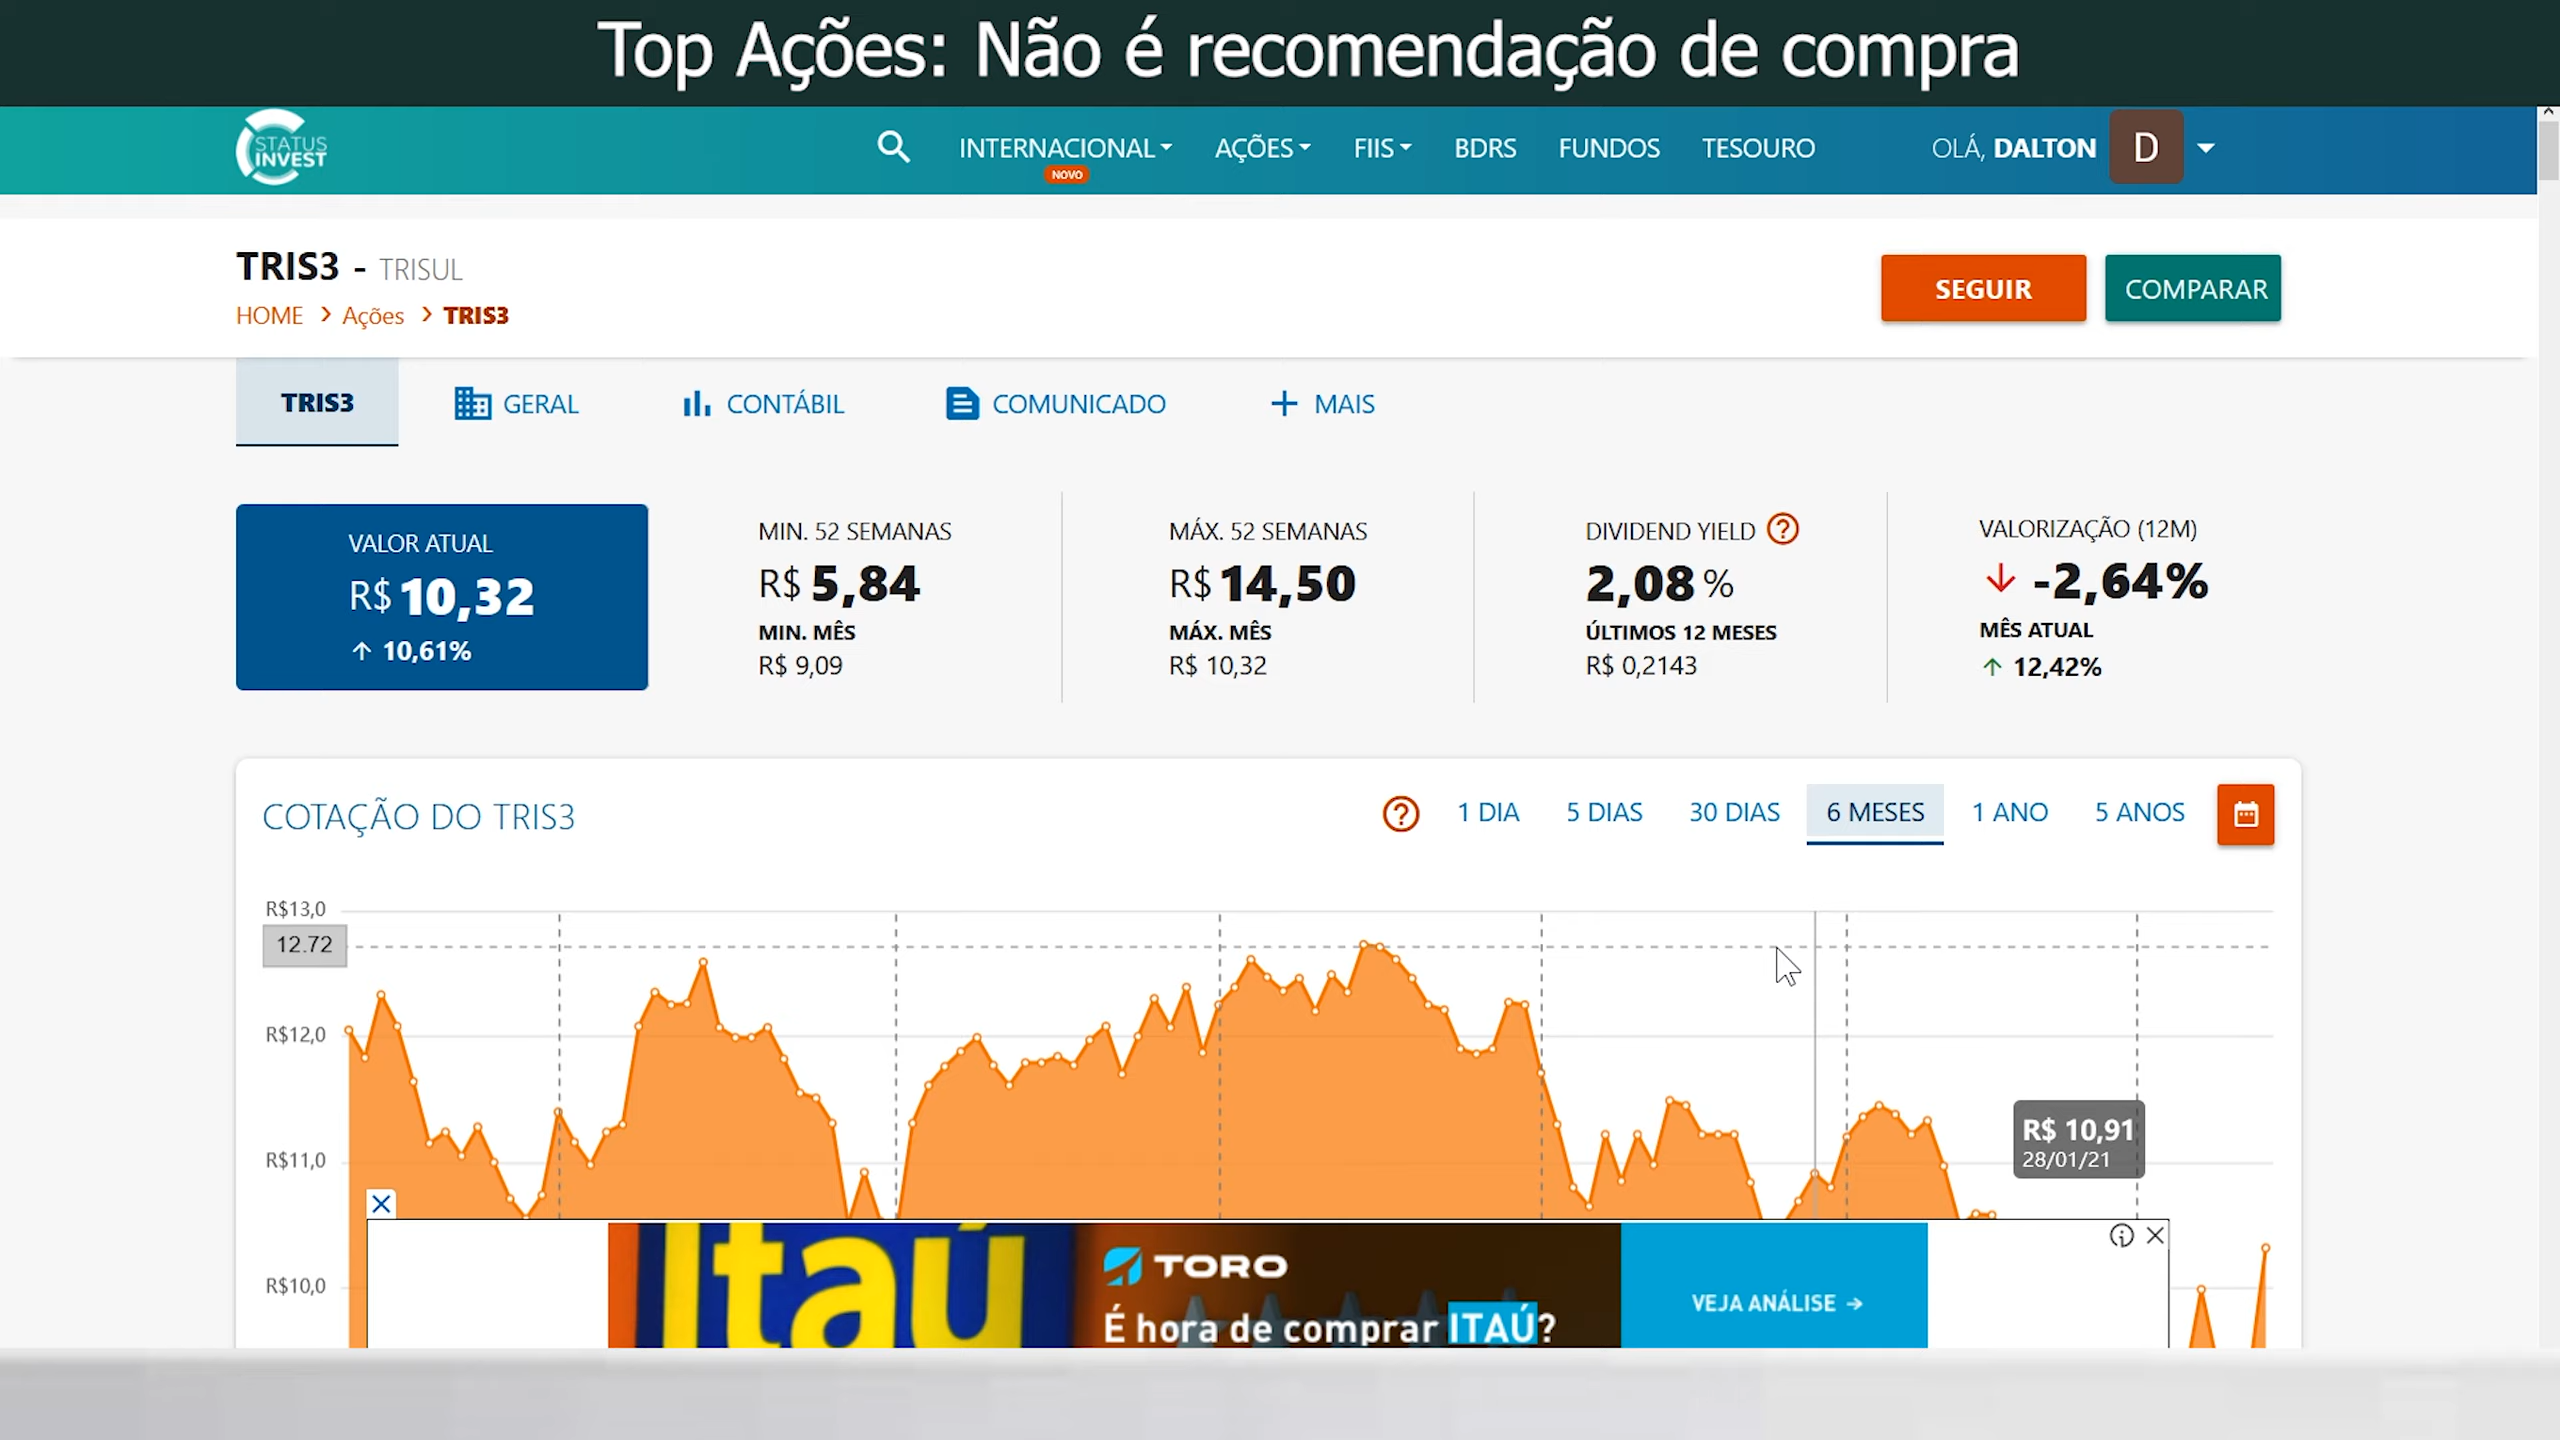 Top Ações: Não é recomendação de compra
STATUS
INVEST
INTERNACIONAL
NOVO
AÇÕES
FIIS
BDRS
FUNDOS
TESOURO
OLÁ, DALTON
D
TRIS3 - TRISUL
HOME > Ações > TRIS3
SEGUIR
COMPARAR
TRIS3
GERAL
CONTÁBIL
COMUNICADO
MAIS
VALOR ATUAL
R$ 10,32
10,61%
MIN. 52 SEMANAS
R$ 5,84
MIN. MÊS
R$ 9,09
MÁX. 52 SEMANAS
R$ 14,50
MÁX. MÊS
R$ 10,32
DIVIDEND YIELD ?
2,08 %
ÚLTIMOS 12 MESES
R$ 0,2143
VALORIZAÇÃO (12M)
-2,64%
MÊS ATUAL
12,42%
COTAÇÃO DO TRIS3
?
1 DIA
5 DIAS
30 DIAS
6 MESES
1 ANO
5 ANOS
R$13,0
12.72
R$12,0
R$11,0
R$10,0
R$ 10,91
28/01/21
Itaú
TORO
É hora de comprar ITAÚ?
VEJA ANÁLISE →